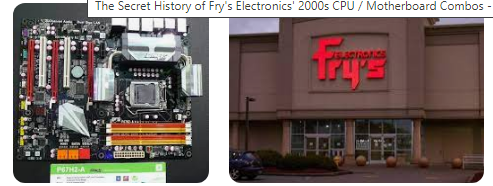 The Secret History of Fry's Electronics' 2000s CPU / Motherboard Combos -
P67H2-A
Fry's
ELECTRONICS